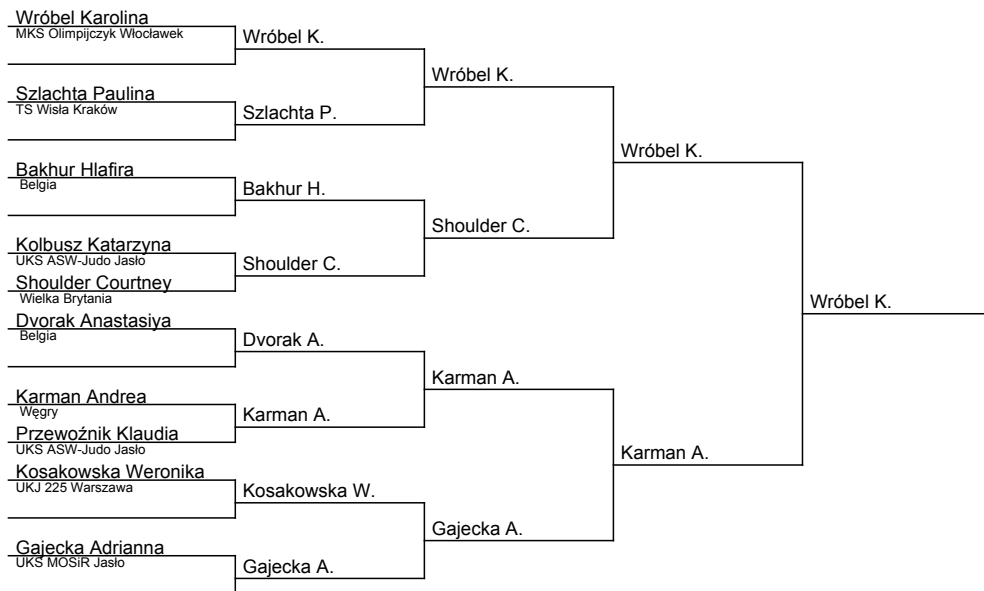 Wróbel Karolina
MKS Olimpijczyk Włocławek
Wróbel K.
Wróbel K.
Szlachta Paulina
TS Wisła Kraków
Szlachta P.
Wróbel K.
Bakhur Hlafira
Belgia
Bakhur H.
Shoulder C.
Kolbusz Katarzyna
UKS ASW-Judo Jasło
Shoulder C.
Shoulder Courtney
Wielka Brytania
Wróbel K.
Dvorak Anastasiya
Belgia
Dvorak A.
Karman A.
Karman Andrea
Węgry
Karman A.
Przewoźnik Klaudia
UKS ASW-Judo Jasło
Karman A.
Kosakowska Weronika
UKJ 225 Warszawa
Kosakowska W.
Gajecka A.
Gajecka Adrianna
UKS MOSiR Jasło
Gajecka A.